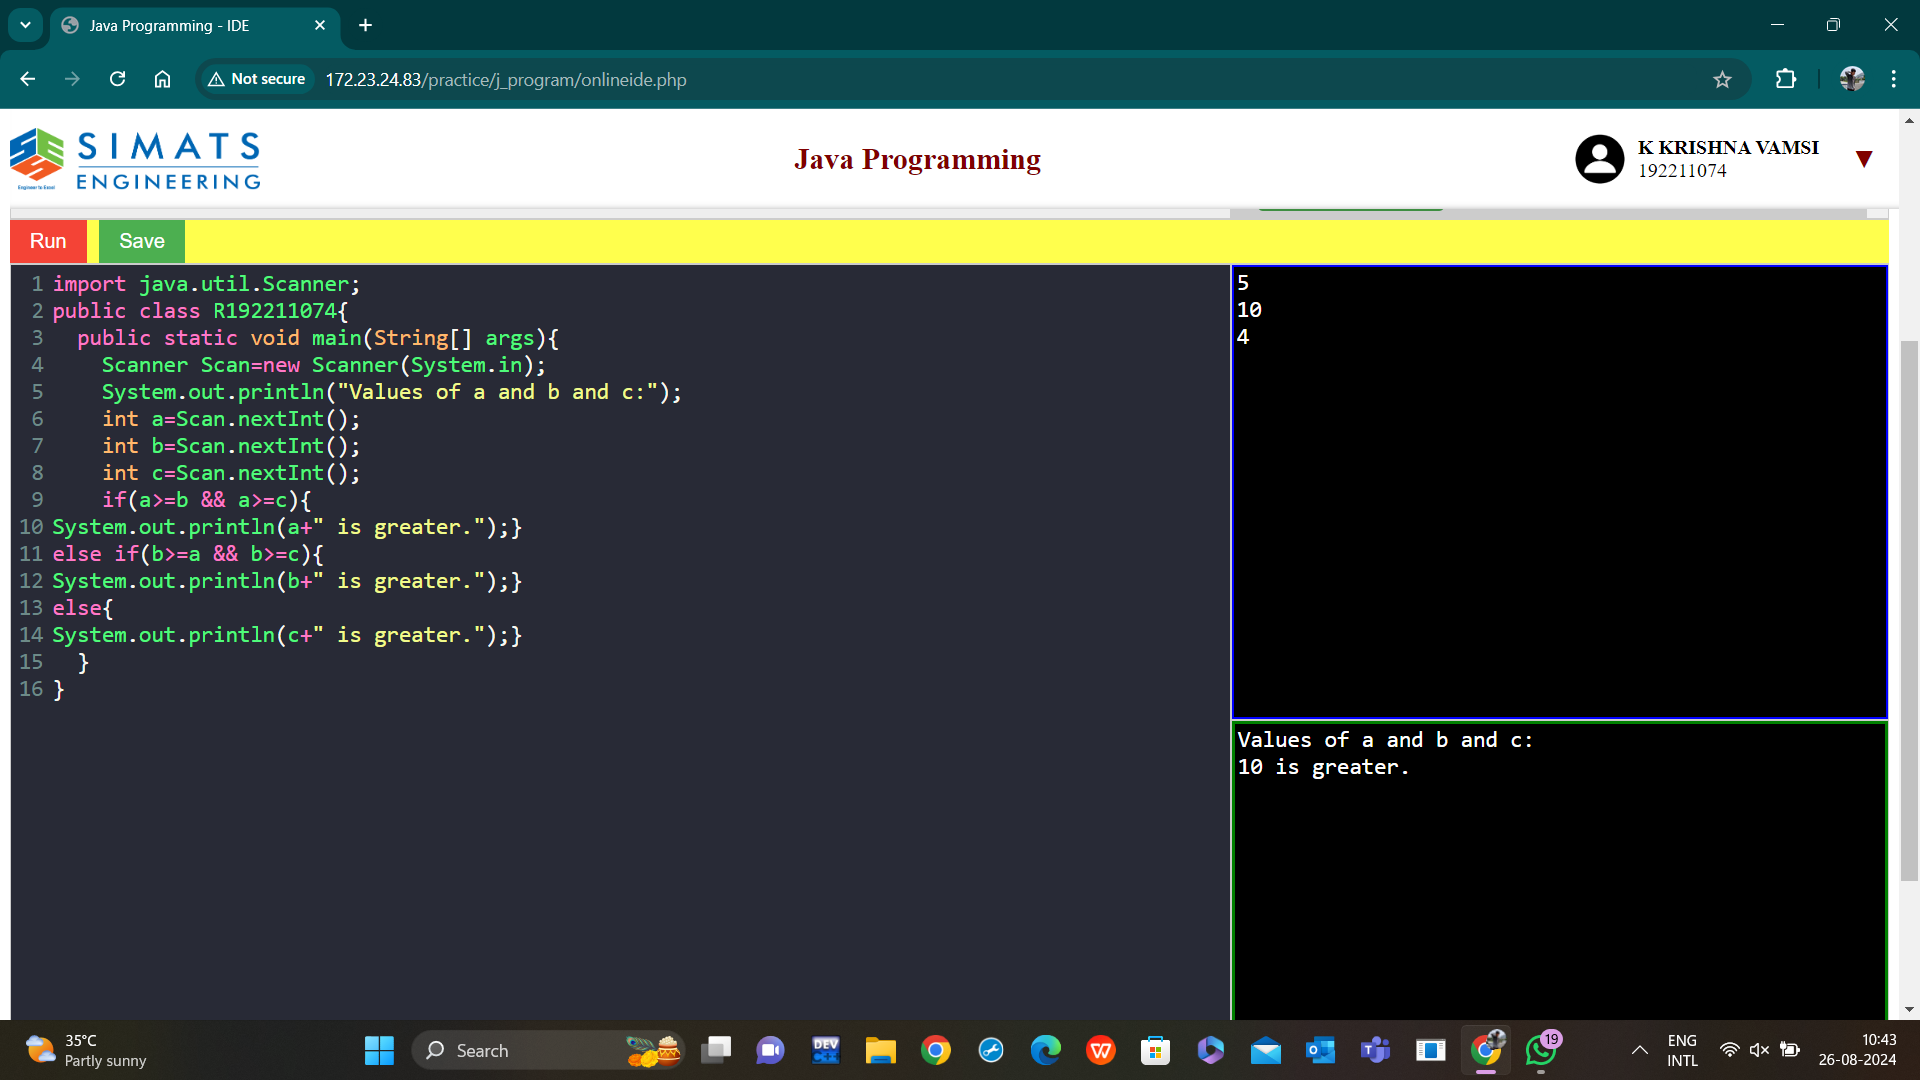 Java Programming - IDE
Not secure
172.23.24.83/practice/j_program/onlineide.php
SIMATS
ENGINEERING
Engineer to Excel
Java Programming
K KRISHNA VAMSI
192211074
Run
Save
1 import java.util.Scanner;
2 public class R192211074{
3   public static void main(String[] args){
4     Scanner Scan=new Scanner(System.in);
5     System.out.println("Values of a and b and c:");
6     int a=Scan.nextInt();
7     int b=Scan.nextInt();
8     int c=Scan.nextInt();
9     if(a>=b && a>=c){
10 System.out.println(a+" is greater.");}
11 else if(b>=a && b>=c){
12 System.out.println(b+" is greater.");}
13 else{
14 System.out.println(c+" is greater.");}
15   }
16 }
5
10
4
Values of a and b and c:
10 is greater.
35°C
Partly sunny
Search
DEV
C++
19
ENG
INTL
10:43
26-08-2024